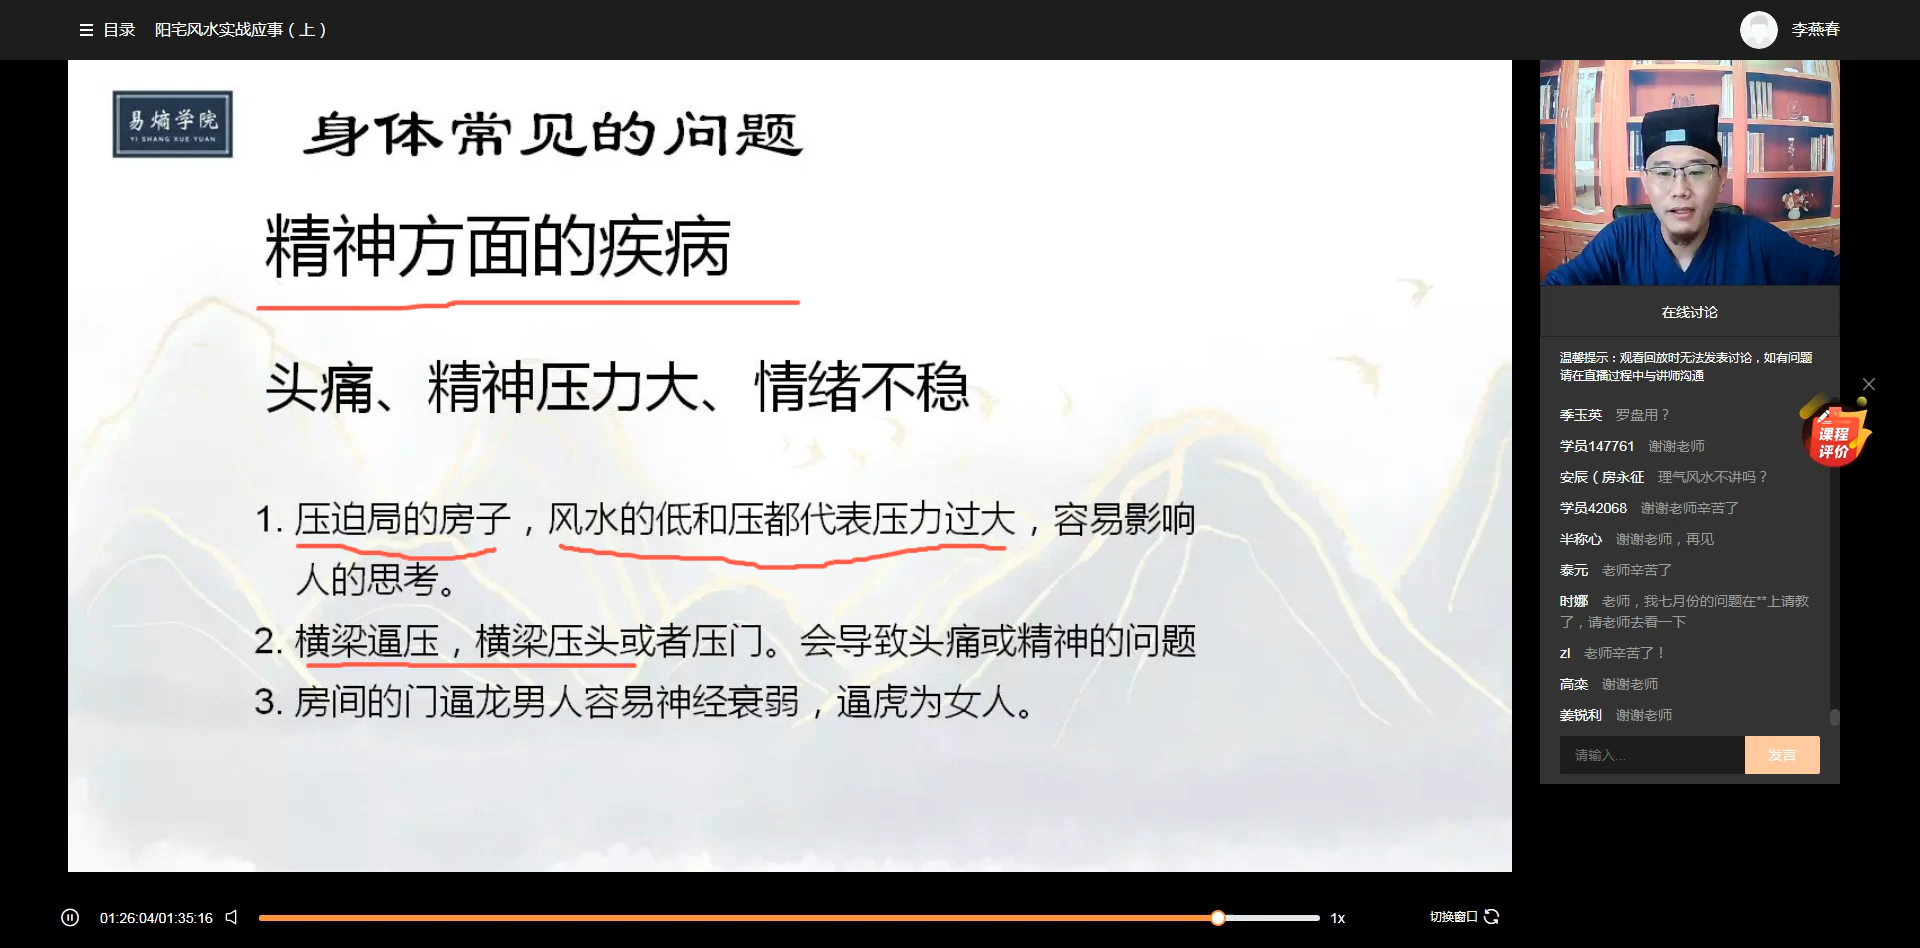 目录 阳宅风水实战应事（上）
李燕春
易熵学院
YI SHANG XUE YUAN
身体常见的问题
精神方面的疾病
头痛、精神压力大、情绪不稳
1. 压迫局的房子，风水的低和压都代表压力过大，容易影响
人的思考。
2. 横梁逼压，横梁压头或者压门。会导致头痛或精神的问题
3. 房间的门逼龙男人容易神经衰弱，逼虎为女人。
在线讨论
温馨提示：观看回放时无法发表讨论，如有问题
请在直播过程中与讲师沟通
季玉英 罗盘用？
学员147761 谢谢老师
安辰（房永征 理气风水不讲吗？
学员42068 谢谢老师辛苦了
半称心 谢谢老师，再见
泰元 老师辛苦了
时娜 老师，我七月份的问题在**上请教
了，请老师去看一下
zl 老师辛苦了！
高栾 谢谢老师
姜锐利 谢谢老师
课程
评价
请输入...
发言
01:26:04/01:35:16
1x
切换窗口